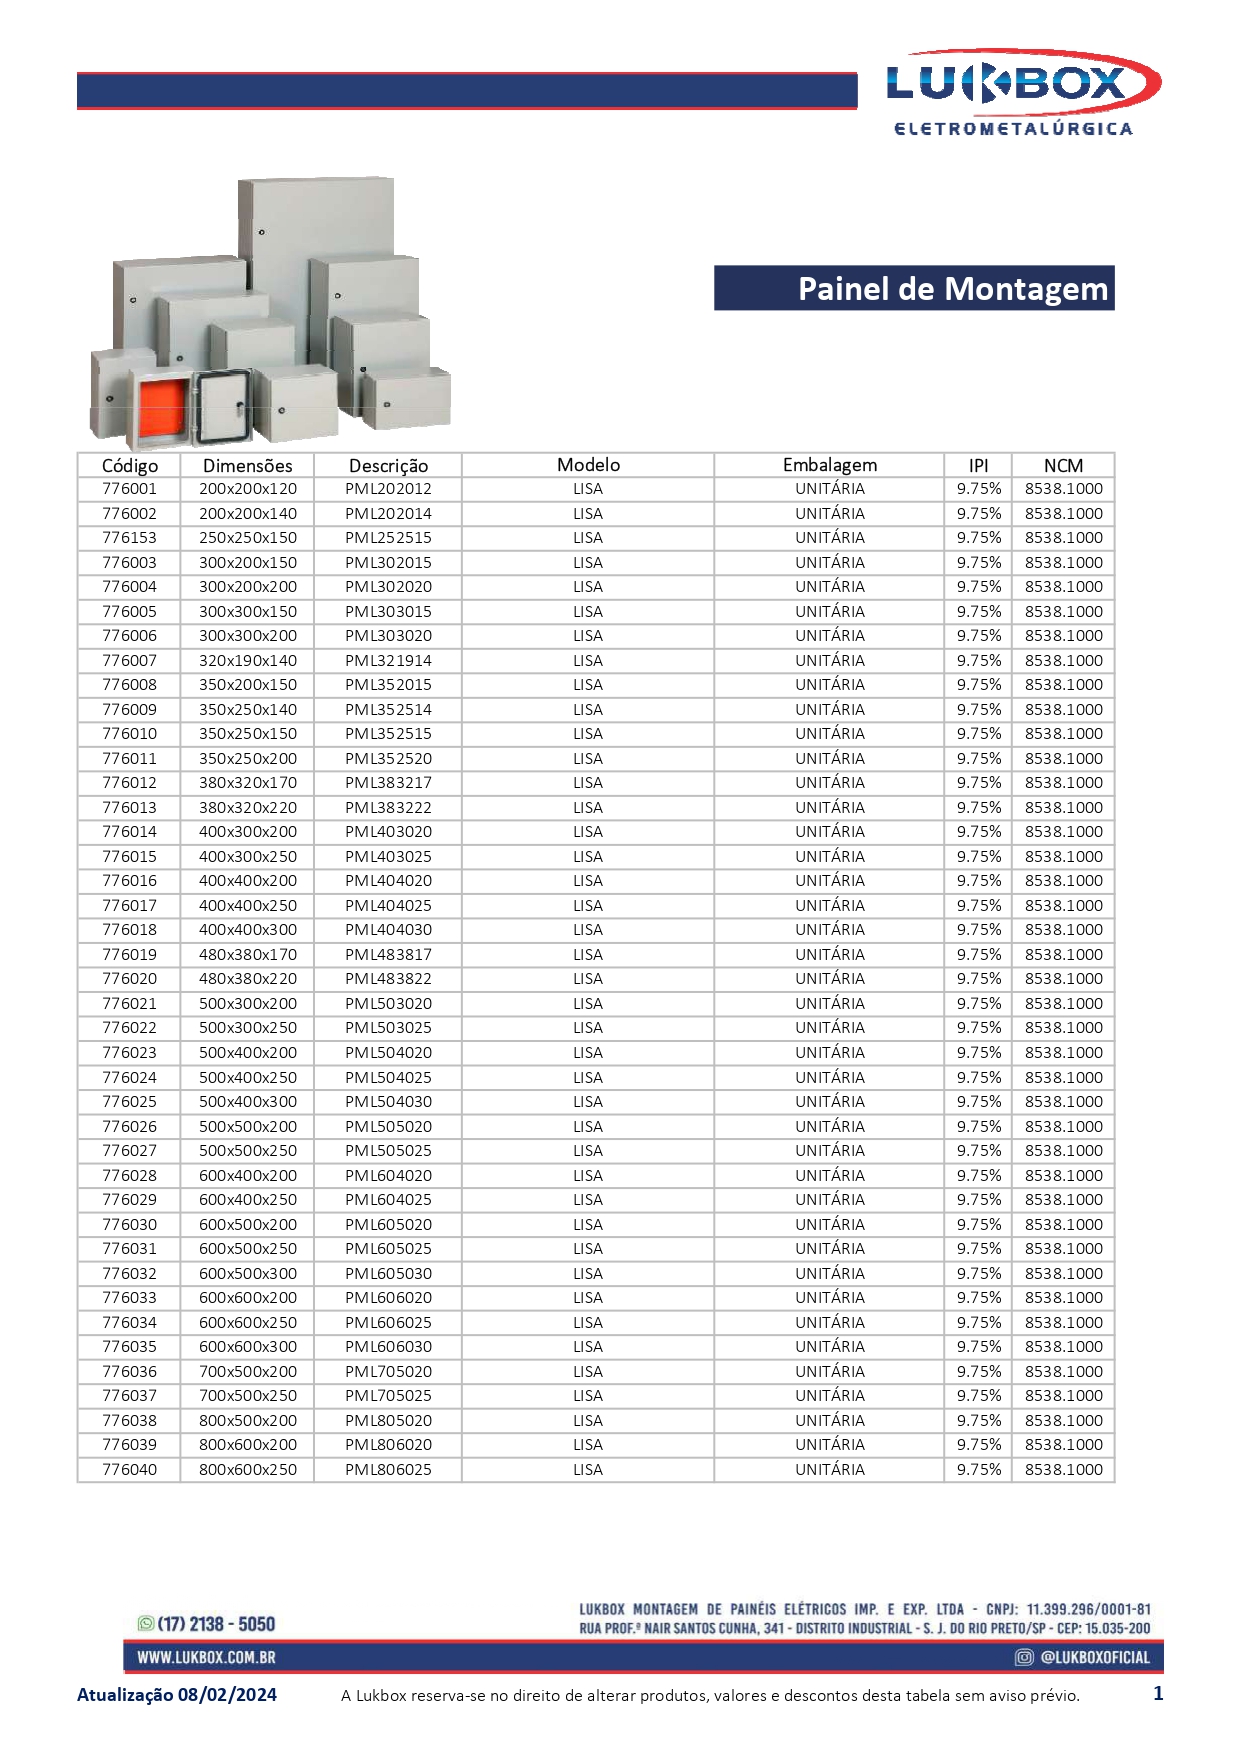 LUKBOX
ELETROMETALÚRGICA
Painel de Montagem
Código Dimensões Descrição Modelo Embalagem IPI NCM
776001 200x200x120 PML202012 LISA UNITÁRIA 9.75% 8538.1000
776002 200x200x140 PML202014 LISA UNITÁRIA 9.75% 8538.1000
776153 250x250x150 PML252515 LISA UNITÁRIA 9.75% 8538.1000
776003 300x200x150 PML302015 LISA UNITÁRIA 9.75% 8538.1000
776004 300x200x200 PML302020 LISA UNITÁRIA 9.75% 8538.1000
776005 300x300x150 PML303015 LISA UNITÁRIA 9.75% 8538.1000
776006 300x300x200 PML303020 LISA UNITÁRIA 9.75% 8538.1000
776007 320x190x140 PML321914 LISA UNITÁRIA 9.75% 8538.1000
776008 350x200x150 PML352015 LISA UNITÁRIA 9.75% 8538.1000
776009 350x250x140 PML352514 LISA UNITÁRIA 9.75% 8538.1000
776010 350x250x150 PML352515 LISA UNITÁRIA 9.75% 8538.1000
776011 350x250x200 PML352520 LISA UNITÁRIA 9.75% 8538.1000
776012 380x320x170 PML383217 LISA UNITÁRIA 9.75% 8538.1000
776013 380x320x220 PML383222 LISA UNITÁRIA 9.75% 8538.1000
776014 400x300x200 PML403020 LISA UNITÁRIA 9.75% 8538.1000
776015 400x300x250 PML403025 LISA UNITÁRIA 9.75% 8538.1000
776016 400x400x200 PML404020 LISA UNITÁRIA 9.75% 8538.1000
776017 400x400x250 PML404025 LISA UNITÁRIA 9.75% 8538.1000
776018 400x400x300 PML404030 LISA UNITÁRIA 9.75% 8538.1000
776019 480x380x170 PML483817 LISA UNITÁRIA 9.75% 8538.1000
776020 480x380x220 PML483822 LISA UNITÁRIA 9.75% 8538.1000
776021 500x300x200 PML503020 LISA UNITÁRIA 9.75% 8538.1000
776022 500x300x250 PML503025 LISA UNITÁRIA 9.75% 8538.1000
776023 500x400x200 PML504020 LISA UNITÁRIA 9.75% 8538.1000
776024 500x400x250 PML504025 LISA UNITÁRIA 9.75% 8538.1000
776025 500x400x300 PML504030 LISA UNITÁRIA 9.75% 8538.1000
776026 500x500x200 PML505020 LISA UNITÁRIA 9.75% 8538.1000
776027 500x500x250 PML505025 LISA UNITÁRIA 9.75% 8538.1000
776028 600x400x200 PML604020 LISA UNITÁRIA 9.75% 8538.1000
776029 600x400x250 PML604025 LISA UNITÁRIA 9.75% 8538.1000
776030 600x500x200 PML605020 LISA UNITÁRIA 9.75% 8538.1000
776031 600x500x250 PML605025 LISA UNITÁRIA 9.75% 8538.1000
776032 600x500x300 PML605030 LISA UNITÁRIA 9.75% 8538.1000
776033 600x600x200 PML606020 LISA UNITÁRIA 9.75% 8538.1000
776034 600x600x250 PML606025 LISA UNITÁRIA 9.75% 8538.1000
776035 600x600x300 PML606030 LISA UNITÁRIA 9.75% 8538.1000
776036 700x500x200 PML705020 LISA UNITÁRIA 9.75% 8538.1000
776037 700x500x250 PML705025 LISA UNITÁRIA 9.75% 8538.1000
776038 800x500x200 PML805020 LISA UNITÁRIA 9.75% 8538.1000
776039 800x600x200 PML806020 LISA UNITÁRIA 9.75% 8538.1000
776040 800x600x250 PML806025 LISA UNITÁRIA 9.75% 8538.1000
LUKBOX MONTAGEM DE PAINÉIS ELÉTRICOS IMP. E EXP. LTDA - CNPJ: 11.399.296/0001-81
(17) 2138 - 5050 RUA PROF.ª NAIR SANTOS CUNHA, 341 - DISTRITO INDUSTRIAL - S. J. DO RIO PRETO/SP - CEP: 15.035-200
WWW.LUKBOX.COM.BR @LUKBOXOFICIAL
Atualização 08/02/2024 A Lukbox reserva-se no direito de alterar produtos, valores e descontos desta tabela sem aviso prévio. 1